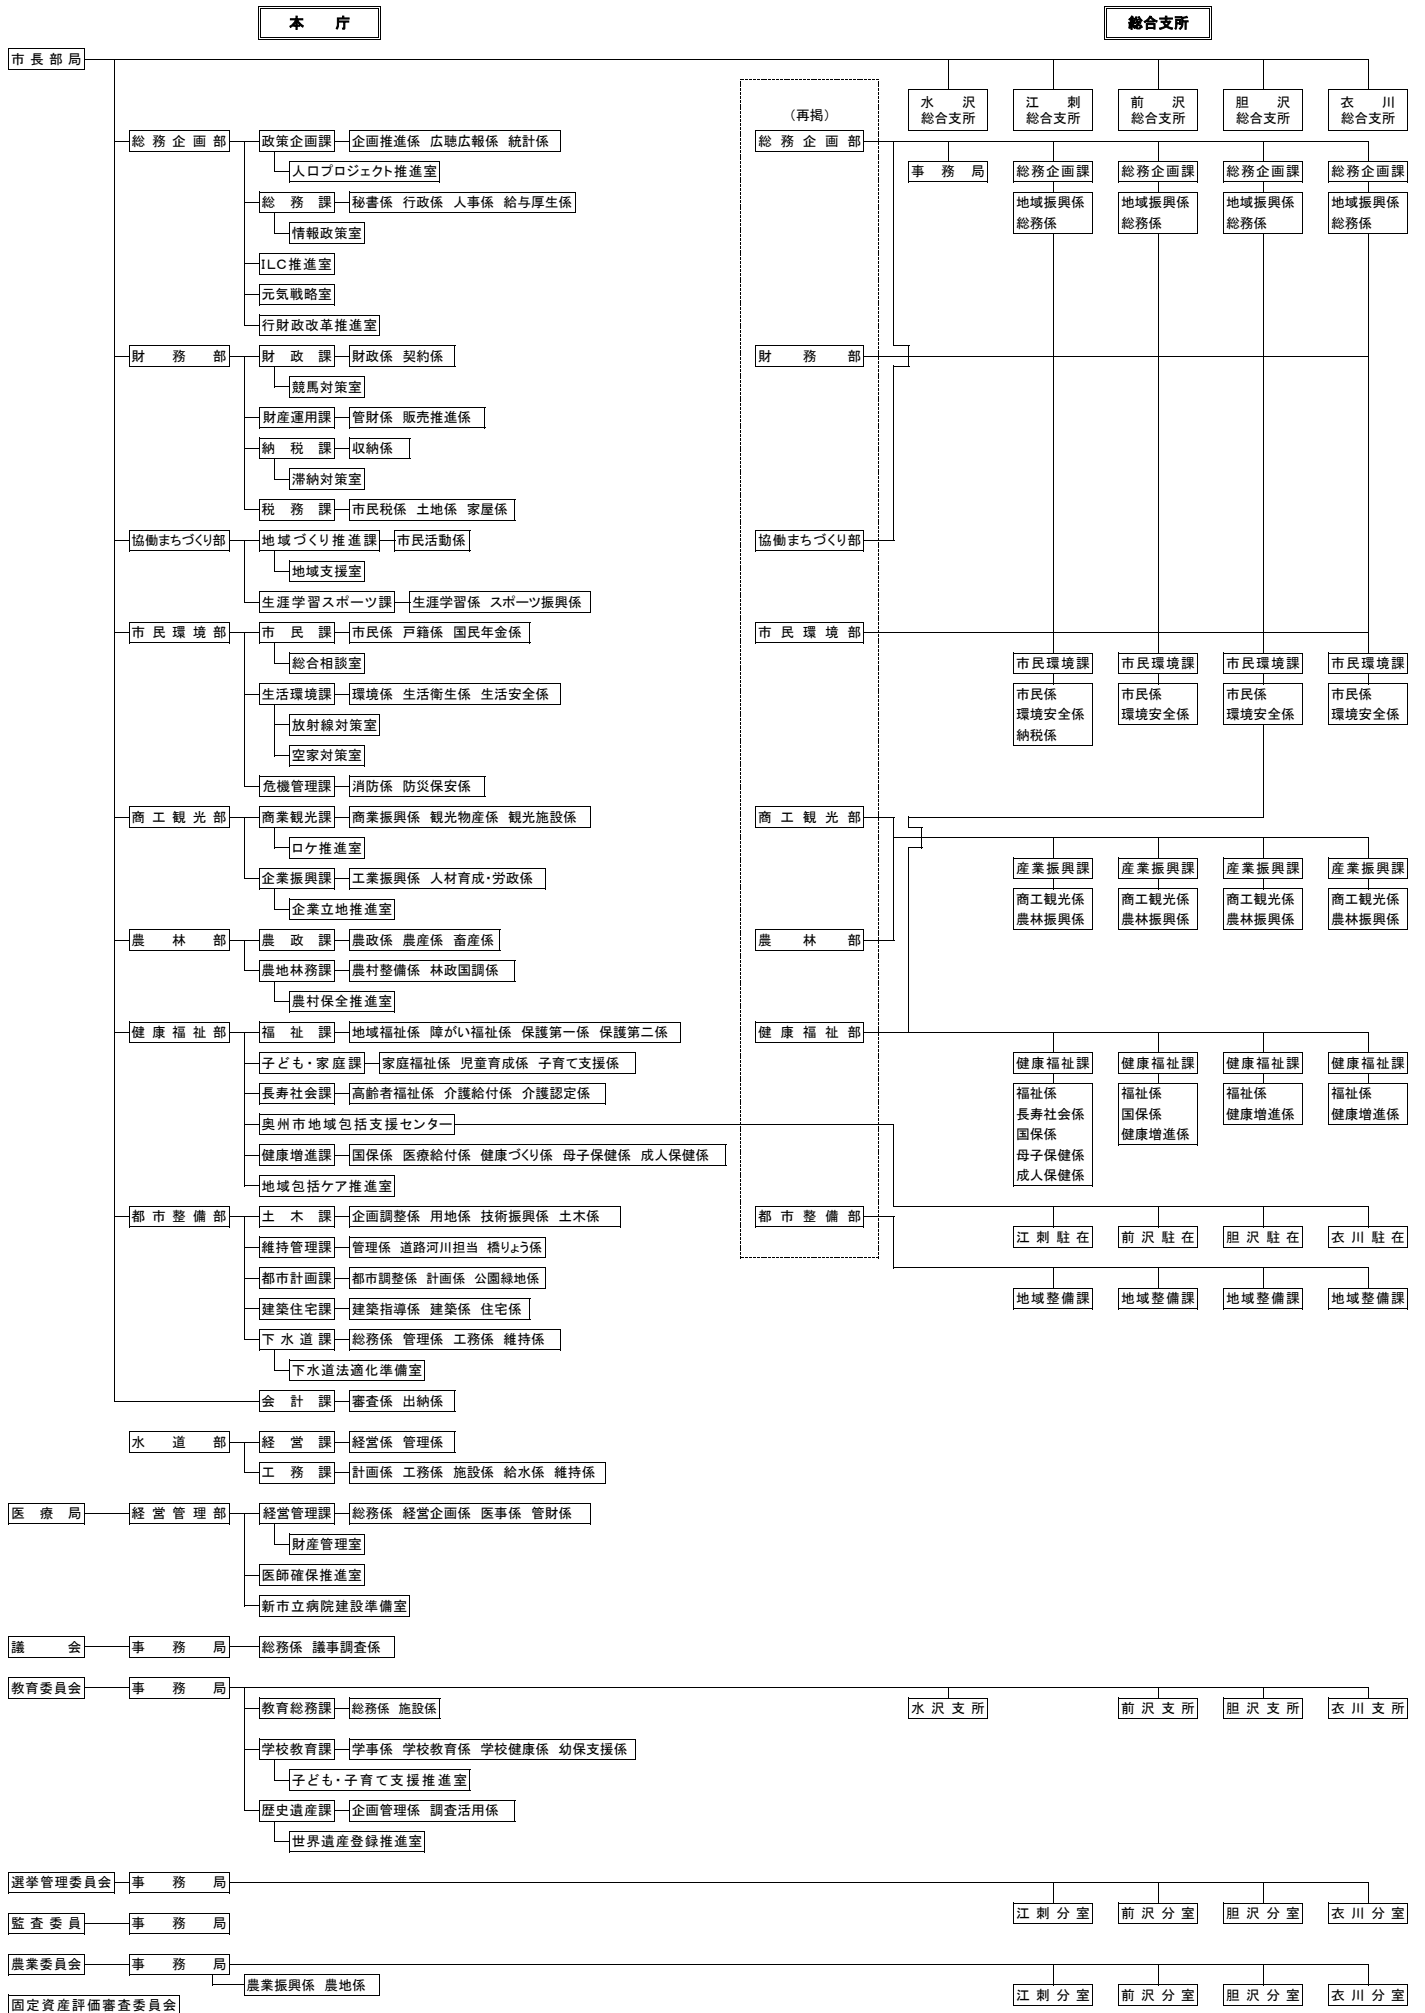 本 庁 総合支所
市長部局
水沢 江刺 前沢 胆沢 衣川
総合支所 総合支所 総合支所 総合支所 総合支所
(再掲)
総務企画部 政策企画課 企画推進係 広聴広報係 統計係 総務企画部
人口プロジェクト推進室 事務局 総務企画課 総務企画課 総務企画課 総務企画課
総務課 秘書係 行政係 人事係 給与厚生係 地域振興係 地域振興係 地域振興係 地域振興係
総務係 総務係 総務係 総務係
情報政策室
ILC推進室
元気戦略室
行財政改革推進室
財務部 財政課 財政係 契約係 財務部
競馬対策室
財産運用課 管財係 販売推進係
納税課 収納係
滞納対策室
税務課 市民税係 土地係 家屋係
協働まちづくり部 地域づくり推進課 市民活動係 協働まちづくり部
地域支援室
生涯学習スポーツ課 生涯学習係 スポーツ振興係
市民環境部 市民課 市民係 戸籍係 国民年金係 市民環境部
総合相談室 市民環境課 市民環境課 市民環境課 市民環境課
生活環境課 環境係 生活衛生係 生活安全係 市民係 市民係 市民係 市民係
環境安全係 環境安全係 環境安全係 環境安全係
放射線対策室 納税係
空家対策室
危機管理課 消防係 防災保安係
商工観光部 商業観光課 商業振興係 観光物産係 観光施設係 商工観光部
ロケ推進室
産業振興課 産業振興課 産業振興課 産業振興課
企業振興課 工業振興係 人材育成・労政係
商工観光係 商工観光係 商工観光係 商工観光係
企業立地推進室 農林振興係 農林振興係 農林振興係 農林振興係
農林部 農政課 農政係 農産係 畜産係 農林部
農地林務課 農村整備係 林政国調係
農村保全推進室
健康福祉部 福祉課 地域福祉係 障がい福祉係 保護第一係 保護第二係 健康福祉部
子ども・家庭課 家庭福祉係 児童育成係 子育て支援係 健康福祉課 健康福祉課 健康福祉課 健康福祉課
長寿社会課 高齢者福祉係 介護給付係 介護認定係 福祉係 福祉係 福祉係 福祉係
長寿社会係 国保係 健康増進係 健康増進係
奥州市地域包括支援センター
国保係 健康増進係
健康増進課 国保係 医療給付係 健康づくり係 母子保健係 成人保健係 母子保健係
成人保健係
地域包括ケア推進室
都市整備部 土木課 企画調整係 用地係 技術振興係 土木係 都市整備部
江刺駐在 前沢駐在 胆沢駐在 衣川駐在
維持管理課 管理係 道路河川担当 橋りょう係
都市計画課 都市調整係 計画係 公園緑地係
地域整備課 地域整備課 地域整備課 地域整備課
建築住宅課 建築指導係 建築係 住宅係
下水道課 総務係 管理係 工務係 維持係
下水道法適化準備室
会計課 審査係 出納係
水道部 経営課 経営係 管理係
工務課 計画係 工務係 施設係 給水係 維持係
医療局 経営管理部 経営管理課 総務係 経営企画係 医事係 管財係
財産管理室
医師確保推進室
新市立病院建設準備室
議会 事務局 総務係 議事調査係
教育委員会 事務局
教育総務課 総務係 施設係 水沢支所 前沢支所 胆沢支所 衣川支所
学校教育課 学事係 学校教育係 学校健康係 幼保支援係
子ども・子育て支援推進室
歴史遺産課 企画管理係 調査活用係
世界遺産登録推進室
選挙管理委員会 事務局
江刺分室 前沢分室 胆沢分室 衣川分室
監査委員 事務局
農業委員会 事務局
農業振興係 農地係
江刺分室 前沢分室 胆沢分室 衣川分室
固定資産評価審査委員会